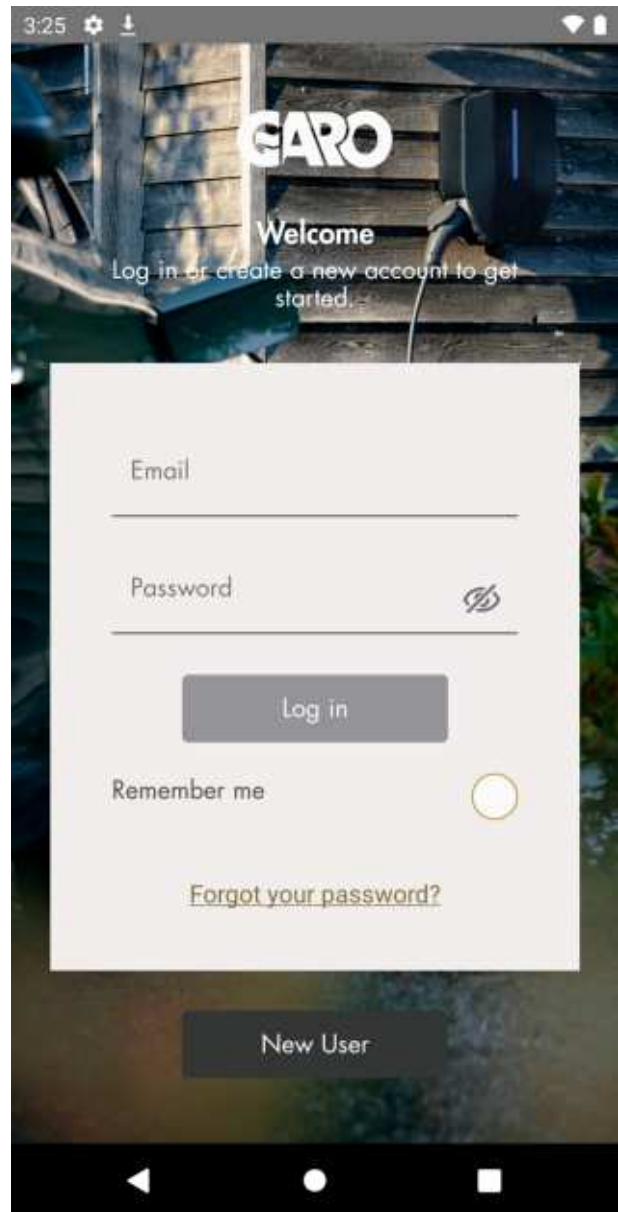 3:25
GARO
Welcome
Log in or create a new account to get
started.
Email
Password
Log in
Remember me
Forgot your password?
New User